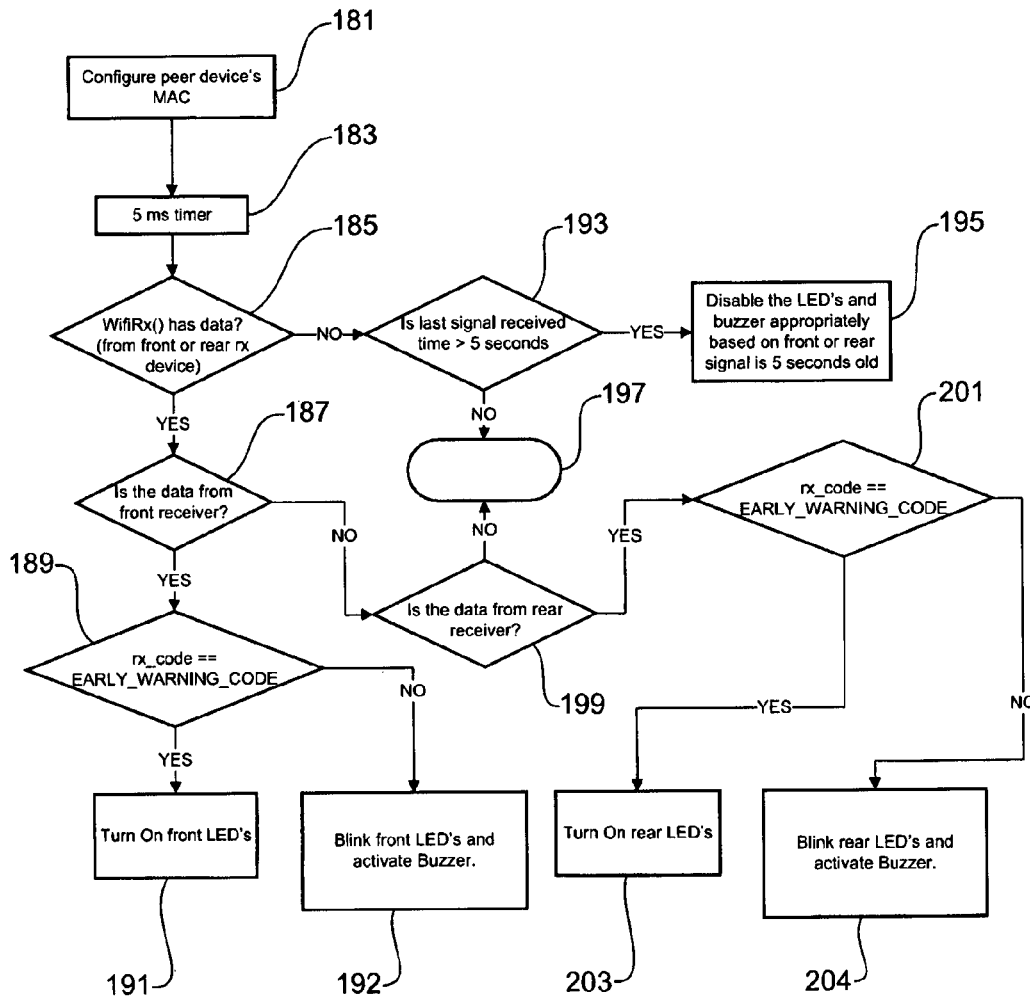 181
Configure peer device's
MAC
183
5 ms timer
185
193
195
WifiRx() has data?
(from front or rear rx
device)
NO
Is last signal received
time > 5 seconds
YES
Disable the LED's and
buzzer appropriately
based on front or rear
signal is 5 seconds old
YES
NO
187
197
201
Is the data from
front receiver?
NO
NO
YES
rx_code ==
EARLY_WARNING_CODE
189
YES
Is the data from rear
receiver?
199
rx_code ==
EARLY_WARNING_CODE
NO
YES
NO
YES
Turn On front LED's
Blink front LED's and
activate Buzzer.
Turn On rear LED's
Blink rear LED's and
activate Buzzer.
191
192
203
204